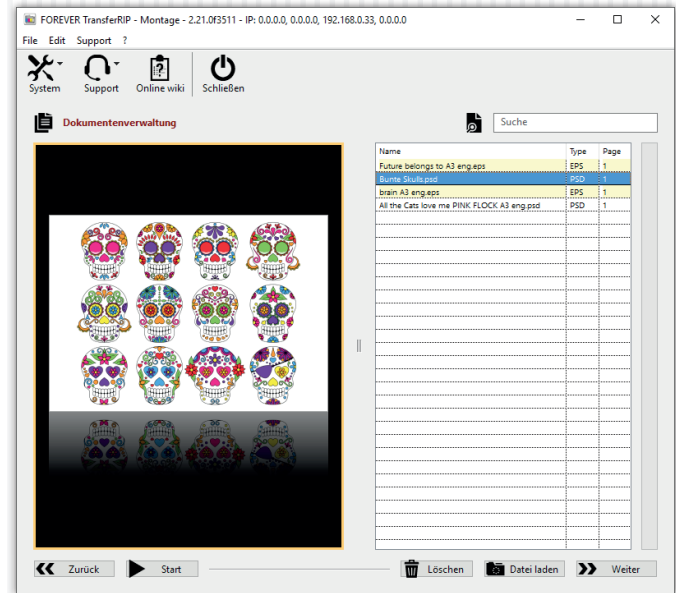 FOREVER TransferRIP - Montage - 2.21.0f3511 - IP: 0.0.0.0, 0.0.0.0, 192.168.0.33, 0.0.0.0
File Edit Support ?
System Support Online wiki Schließen
Dokumentenverwaltung Suche
Name Type Page
Future belongs to A3 eng.eps EPS 1
Bunte Skulls.psd PSD 1
brain A3 eng.eps EPS 1
All the Cats love me PINK FLOCK A3 eng.psd PSD 1
Zurück Start Löschen Datei laden Weiter